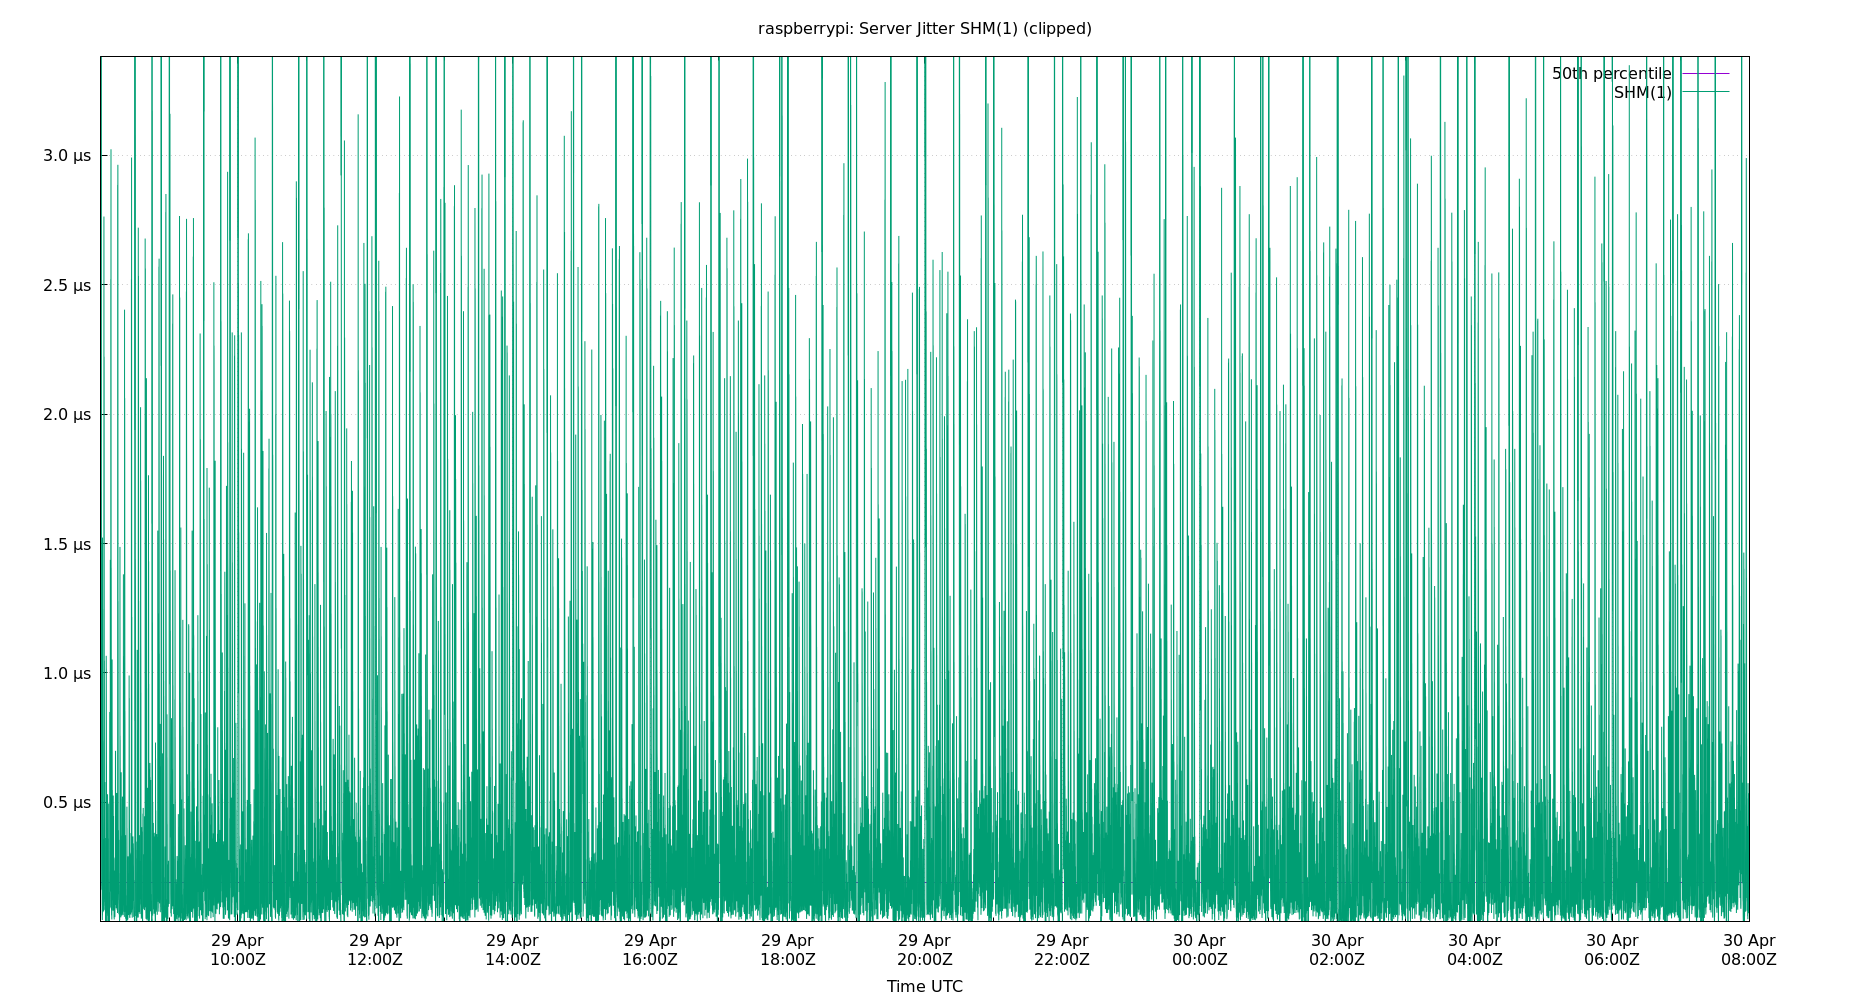 raspberrypi: Server Jitter SHM(1) (clipped)
50th percentile
SHM(1)
3.0 µs
2.5 µs
2.0 µs
1.5 µs
1.0 µs
0.5 µs
29 Apr 29 Apr 29 Apr 29 Apr 29 Apr 29 Apr 29 Apr 30 Apr 30 Apr 30 Apr 30 Apr 30 Apr
10:00Z 12:00Z 14:00Z 16:00Z 18:00Z 20:00Z 22:00Z 00:00Z 02:00Z 04:00Z 06:00Z 08:00Z
Time UTC